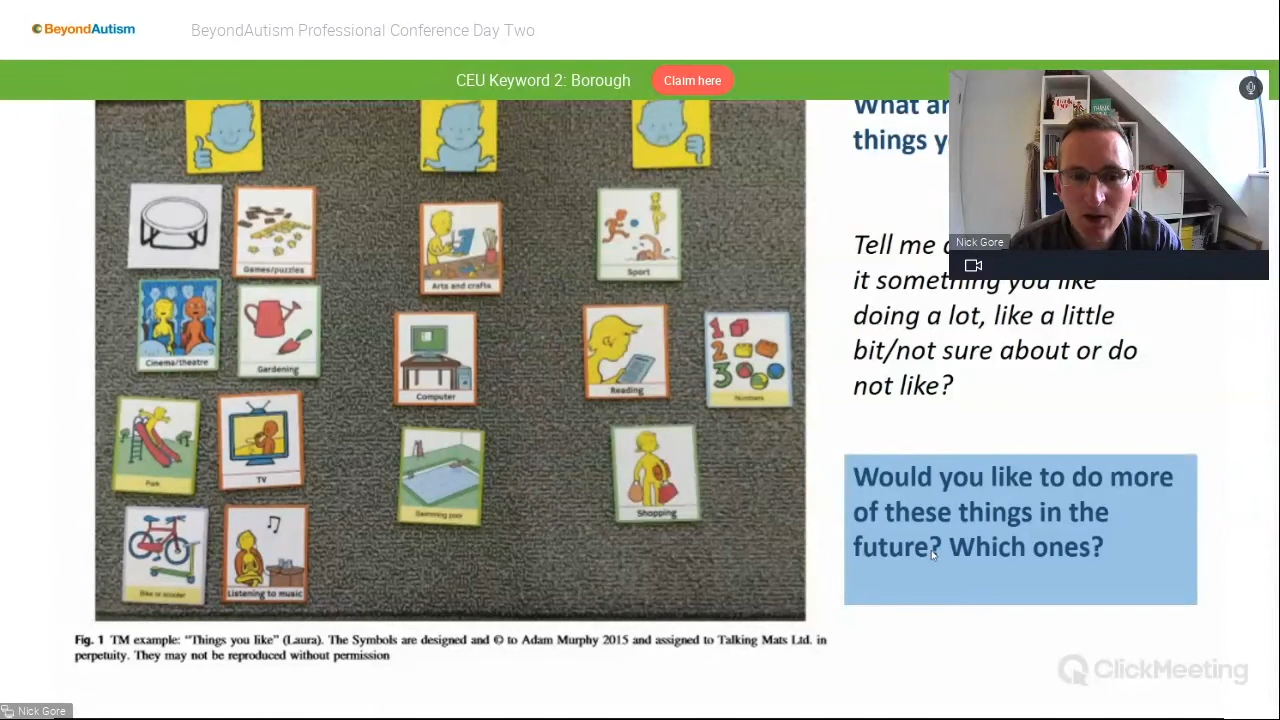 BeyondAutism
BeyondAutism Professional Conference Day Two
CEU Keyword 2: Borough
Claim here
What ar
things y
Tell me
it something you like
doing a lot, like a little
bit/not sure about or do
not like?
Would you like to do more
of these things in the
future? Which ones?
Nick Gore
Games/puzzles
Arts and crafts
Sport
Cinema/theatre
Gardening
Computer
Reading
1
2
3
Numbers
Park
TV
Swimming pool
Shopping
Bike or scooter
Listening to music
Fig. 1 TM example: “Things you like” (Laura). The Symbols are designed and © to Adam Murphy 2015 and assigned to Talking Mats Ltd. in
perpetuity. They may not be reproduced without permission
ClickMeeting
Nick Gore